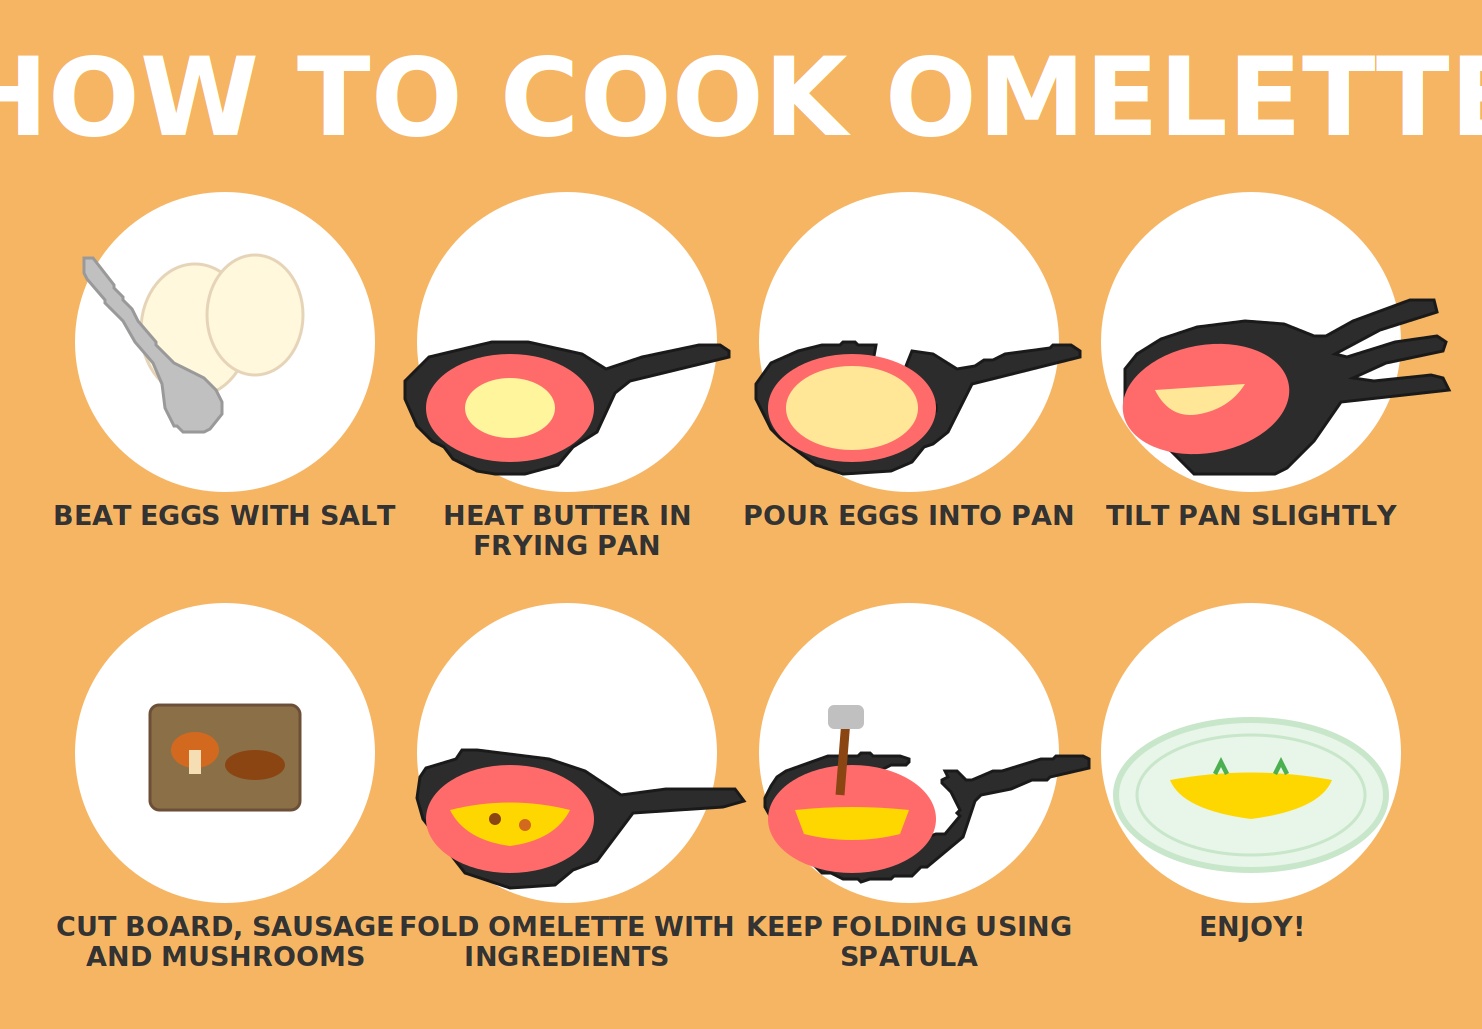 HOW TO COOK OMELETTE
BEAT EGGS WITH SALT
HEAT BUTTER IN
FRYING PAN
POUR EGGS INTO PAN
TILT PAN SLIGHTLY
CUT BOARD, SAUSAGE
AND MUSHROOMS
FOLD OMELETTE WITH
INGREDIENTS
KEEP FOLDING USING
SPATULA
ENJOY!